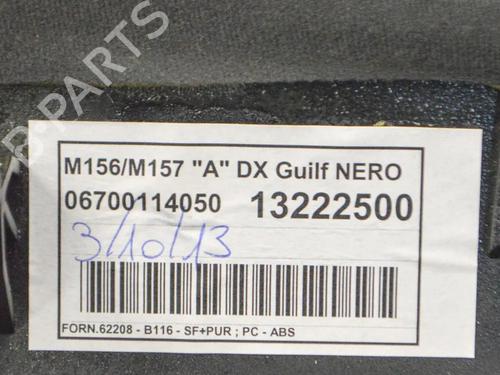 B-PARTS
M156/M157 "A" DX Guilf NERO
06700114050 13222500
3/10/13
FORN.62208 - B116 - SF+PUR ; PC - ABS